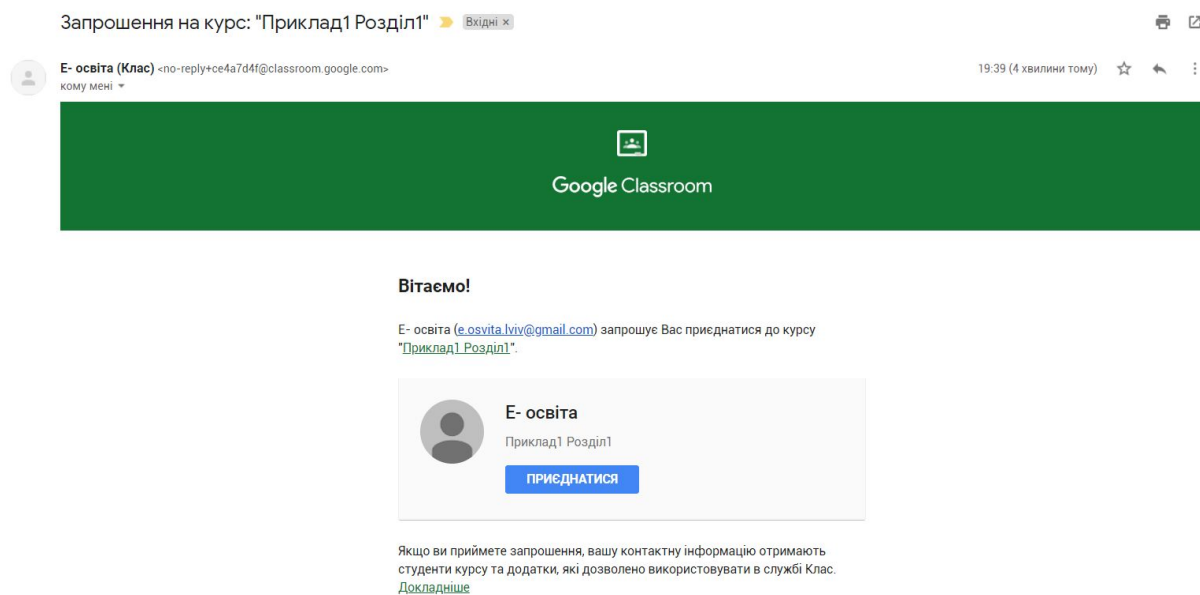 Запрошення на курс: "Приклад1 Розділ1" Вхідні ×
E- освіта (Клас) <no-reply+ce4a7d4f@classroom.google.com> 19:39 (4 хвилини тому)
кому мені
Google Classroom
Вітаємо!
E- освіта (e.osvita.lviv@gmail.com) запрошує Вас приєднатися до курсу
"Приклад1 Розділ1".
E- освіта
Приклад1 Розділ1
ПРИЄДНАТИСЯ
Якщо ви приймете запрошення, вашу контактну інформацію отримають
студенти курсу та додатки, які дозволено використовувати в службі Клас.
Докладніше